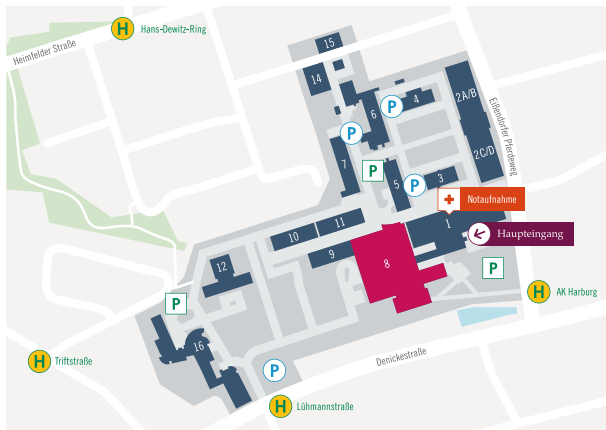 H Hans-Dewitz-Ring
Heimfelder Straße
15
14
2A/B
4
P
6
Eißendorfer Pferdeweg
P
2C/D
7
P
3
5
P
Notaufnahme
11
1
10
Haupteingang
9
8
12
P
P
H AK Harburg
16
Denickestraße
H Triftstraße
P
H Lühmannstraße